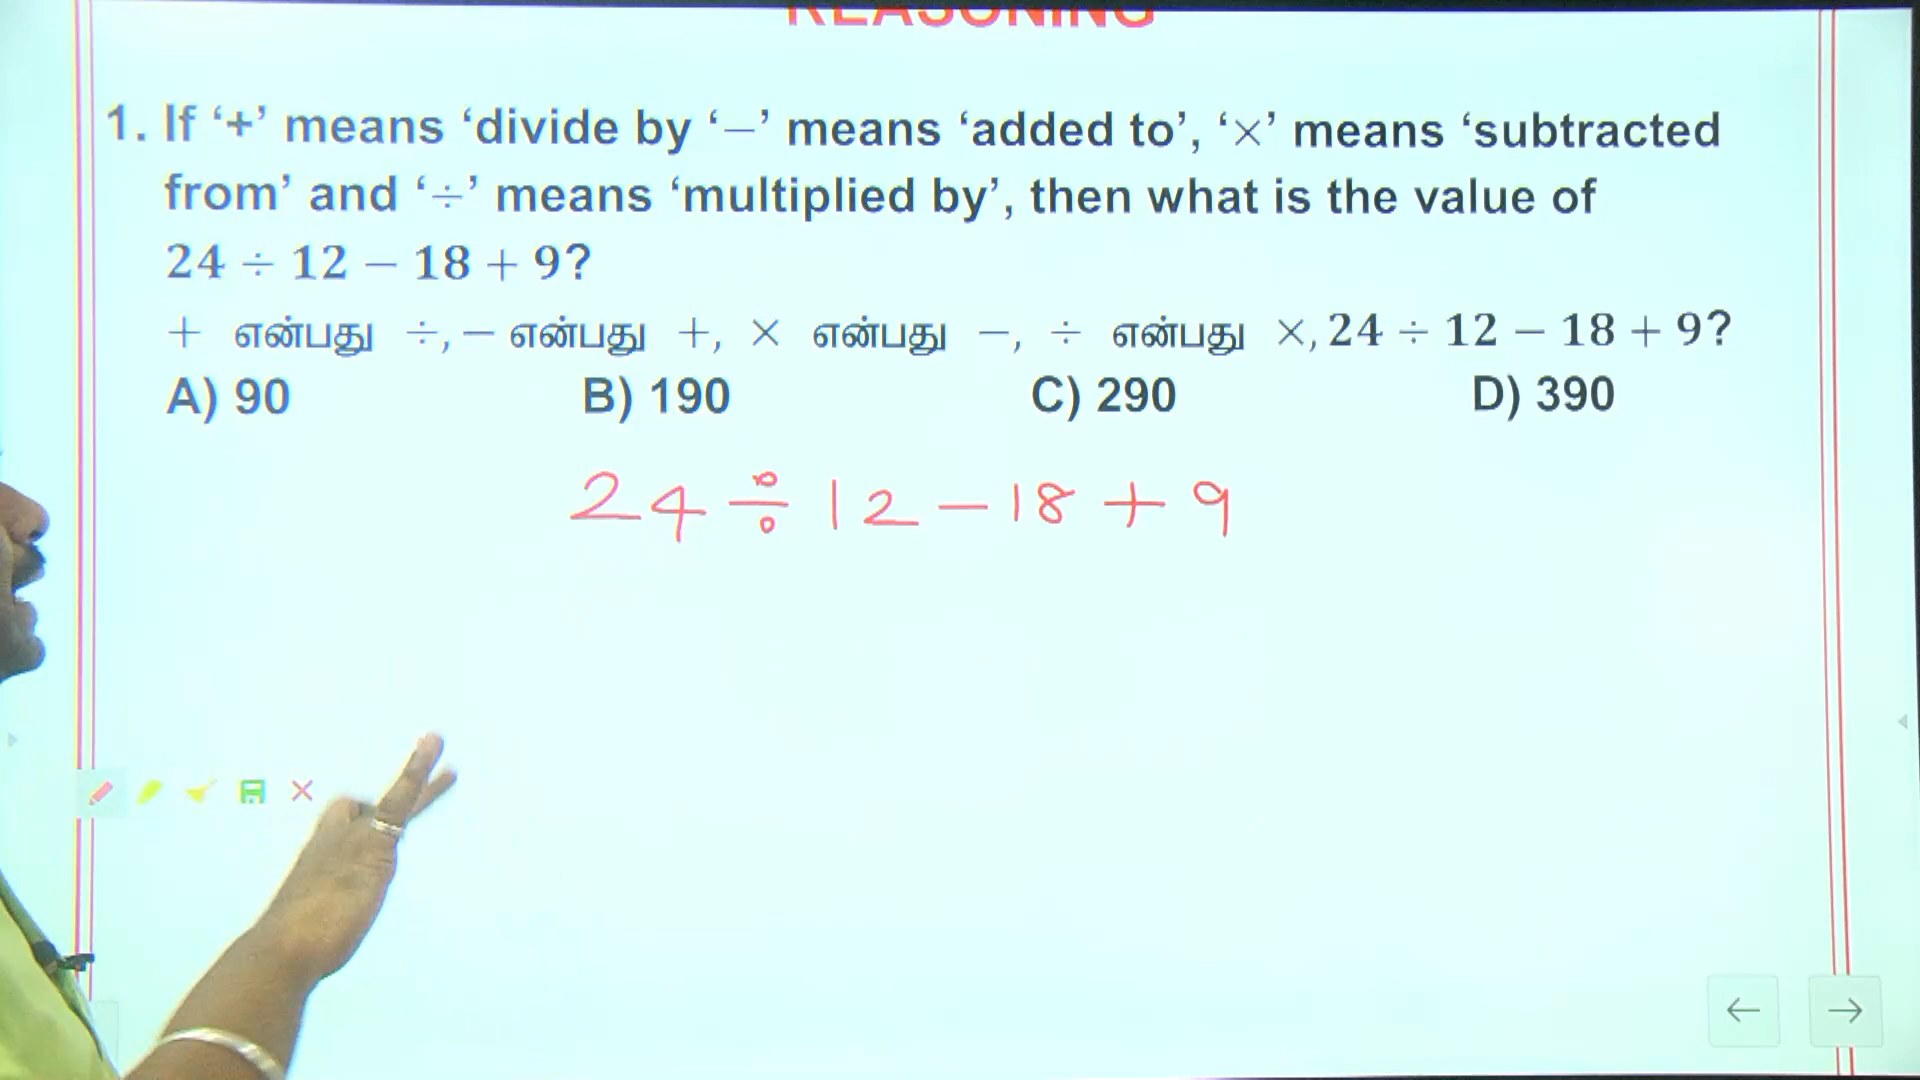 REASONING
1. If ‘+’ means ‘divide by ‘−’ means ‘added to’, ‘×’ means ‘subtracted
from’ and ‘÷’ means ‘multiplied by’, then what is the value of
24 ÷ 12 − 18 + 9?
+ என்பது ÷, − என்பது +, × என்பது −, ÷ என்பது ×, 24 ÷ 12 − 18 + 9?
A) 90 B) 190 C) 290 D) 390
24 ÷ 12 − 18 + 9